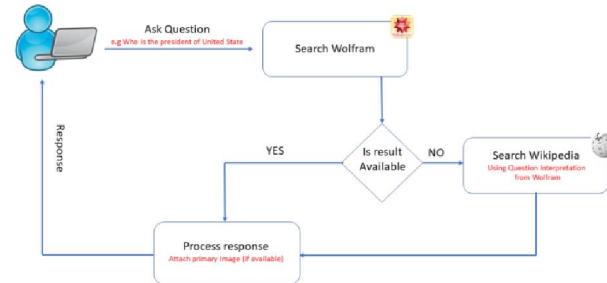 Ask Question
e.g Who is the president of United State
Search Wolfram
Is result
Available
YES
NO
Search Wikipedia
Using Question Interpretation
from Wolfram
Response
Process response
Attach primary Image (if available)